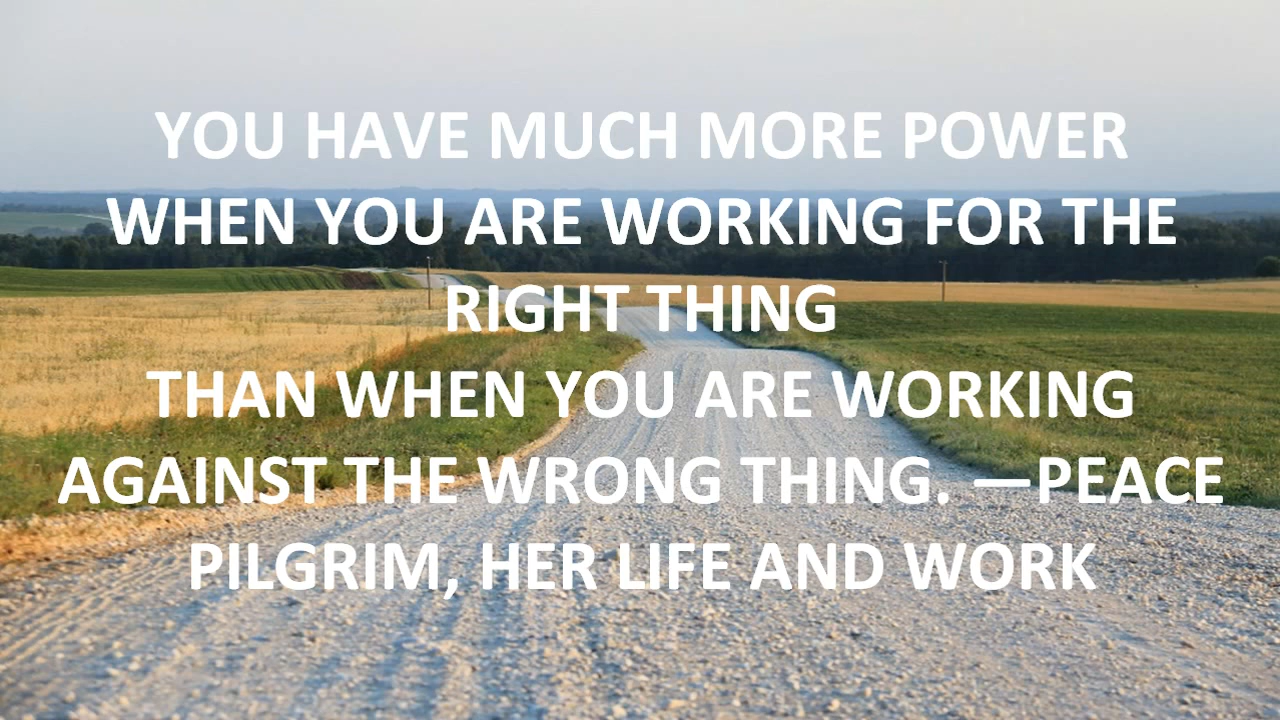 YOU HAVE MUCH MORE POWER
WHEN YOU ARE WORKING FOR THE
RIGHT THING
THAN WHEN YOU ARE WORKING
AGAINST THE WRONG THING. —PEACE
PILGRIM, HER LIFE AND WORK